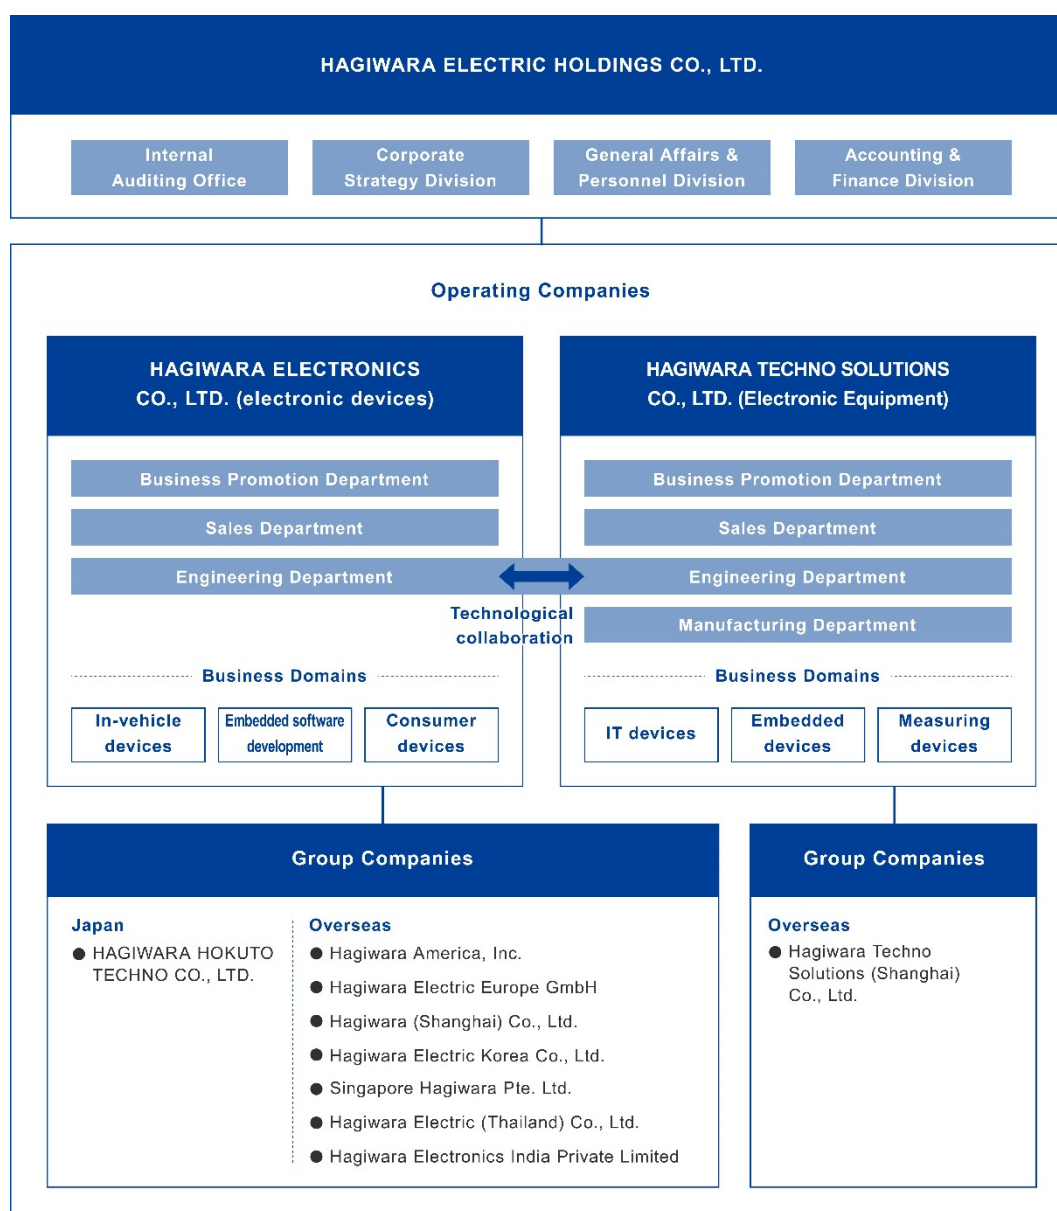 HAGIWARA ELECTRIC HOLDINGS CO., LTD.
Internal
Auditing Office
Corporate
Strategy Division
General Affairs &
Personnel Division
Accounting &
Finance Division
Operating Companies
HAGIWARA ELECTRONICS
CO., LTD. (electronic devices)
Business Promotion Department
Sales Department
Engineering Department
Technological
collaboration
Business Domains
In-vehicle
devices
Embedded software
development
Consumer
devices
HAGIWARA TECHNO SOLUTIONS
CO., LTD. (Electronic Equipment)
Business Promotion Department
Sales Department
Engineering Department
Manufacturing Department
Business Domains
IT devices
Embedded
devices
Measuring
devices
Group Companies
Japan
● HAGIWARA HOKUTO
TECHNO CO., LTD.
Overseas
● Hagiwara America, Inc.
● Hagiwara Electric Europe GmbH
● Hagiwara (Shanghai) Co., Ltd.
● Hagiwara Electric Korea Co., Ltd.
● Singapore Hagiwara Pte. Ltd.
● Hagiwara Electric (Thailand) Co., Ltd.
● Hagiwara Electronics India Private Limited
Group Companies
Overseas
● Hagiwara Techno
Solutions (Shanghai)
Co., Ltd.